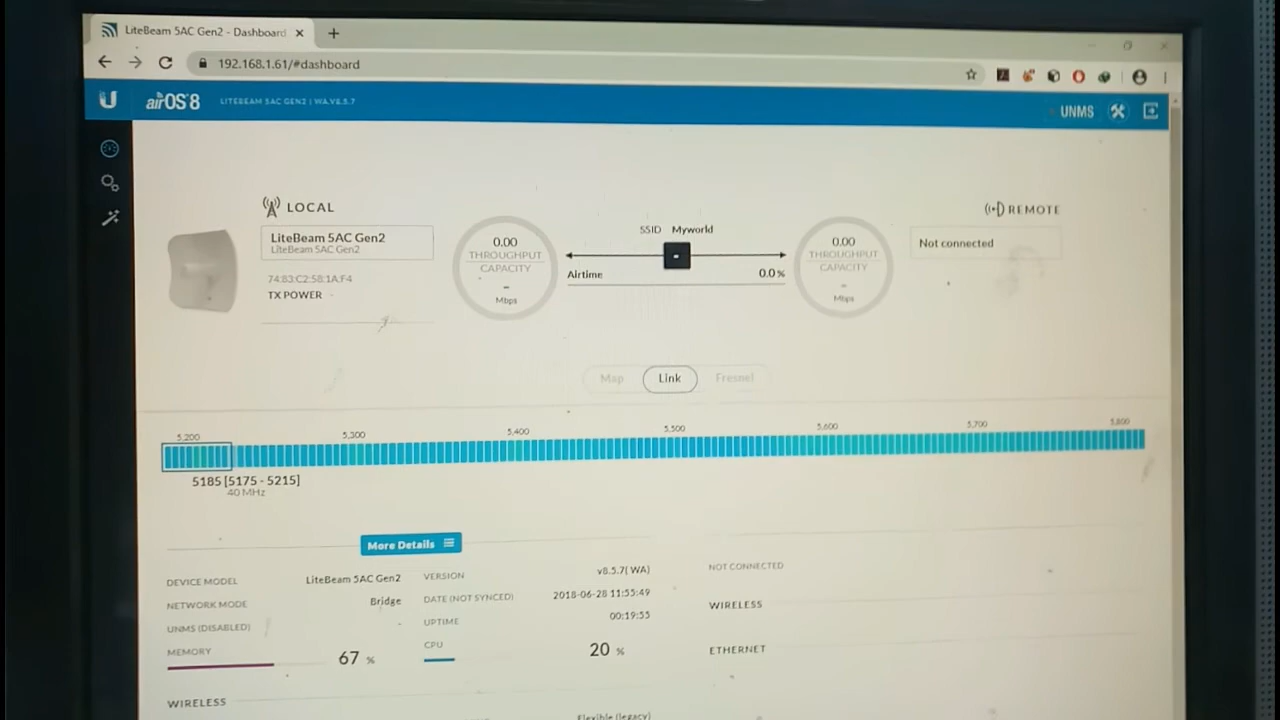 LiteBeam 5AC Gen2 - Dashboard
192.168.1.61/#dashboard
airOS 8 LITEBEAM 5AC GEN2 | WA.V8.5.7 UNMS
LOCAL
LiteBeam 5AC Gen2
LiteBeam 5AC Gen2
74:83:C2:58:1A:F4
TX POWER -
0.00
THROUGHPUT
CAPACITY
-
Mbps
SSID Myworld
Airtime 0.0 %
0.00
THROUGHPUT
CAPACITY
-
Mbps
REMOTE
Not connected
Map Link Fresnel
5,200 5,300 5,400 5,500 5,600 5,700 5,800
5185 [5175 - 5215]
40 MHz
More Details
DEVICE MODEL LiteBeam 5AC Gen2
NETWORK MODE Bridge
UNMS (DISABLED) -
MEMORY 67 %
VERSION v8.5.7( WA)
DATE (NOT SYNCED) 2018-06-28 11:55:49
UPTIME 00:19:55
CPU 20 %
NOT CONNECTED
WIRELESS
ETHERNET
WIRELESS
Flexible (legacy)